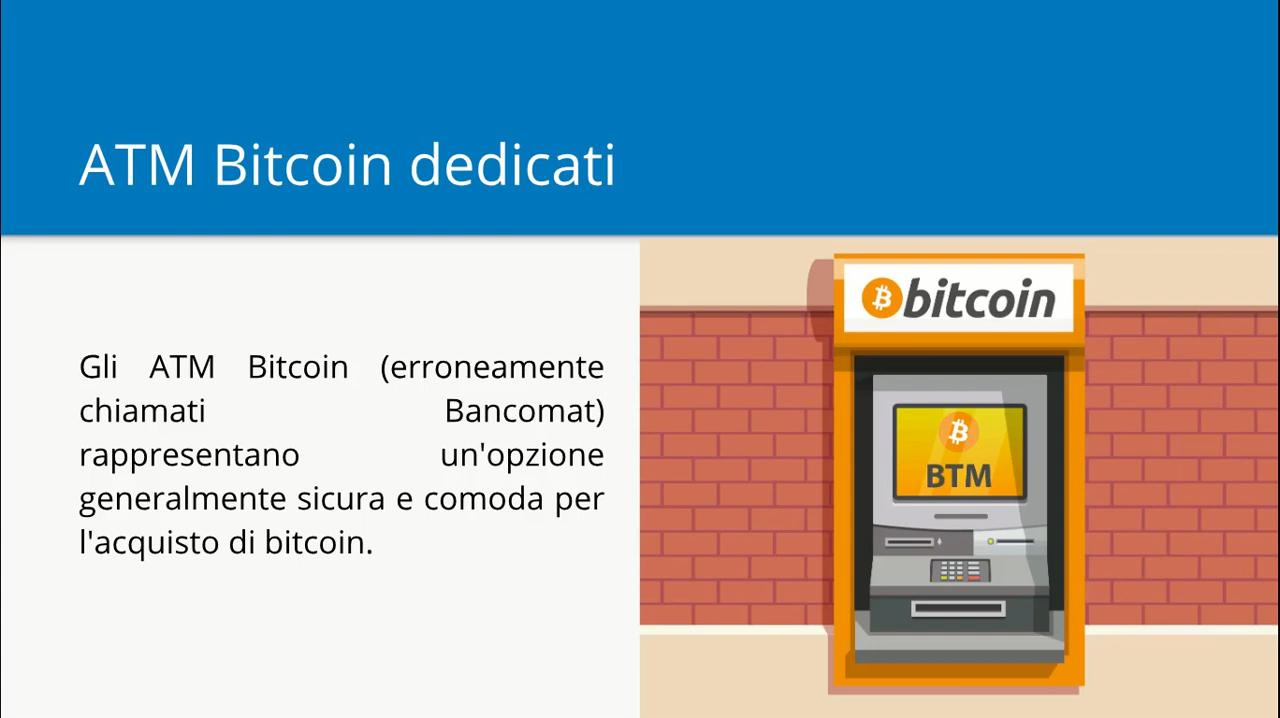 ATM Bitcoin dedicati
Gli ATM Bitcoin (erroneamente
chiamati Bancomat)
rappresentano un'opzione
generalmente sicura e comoda per
l'acquisto di bitcoin.
bitcoin
BTM